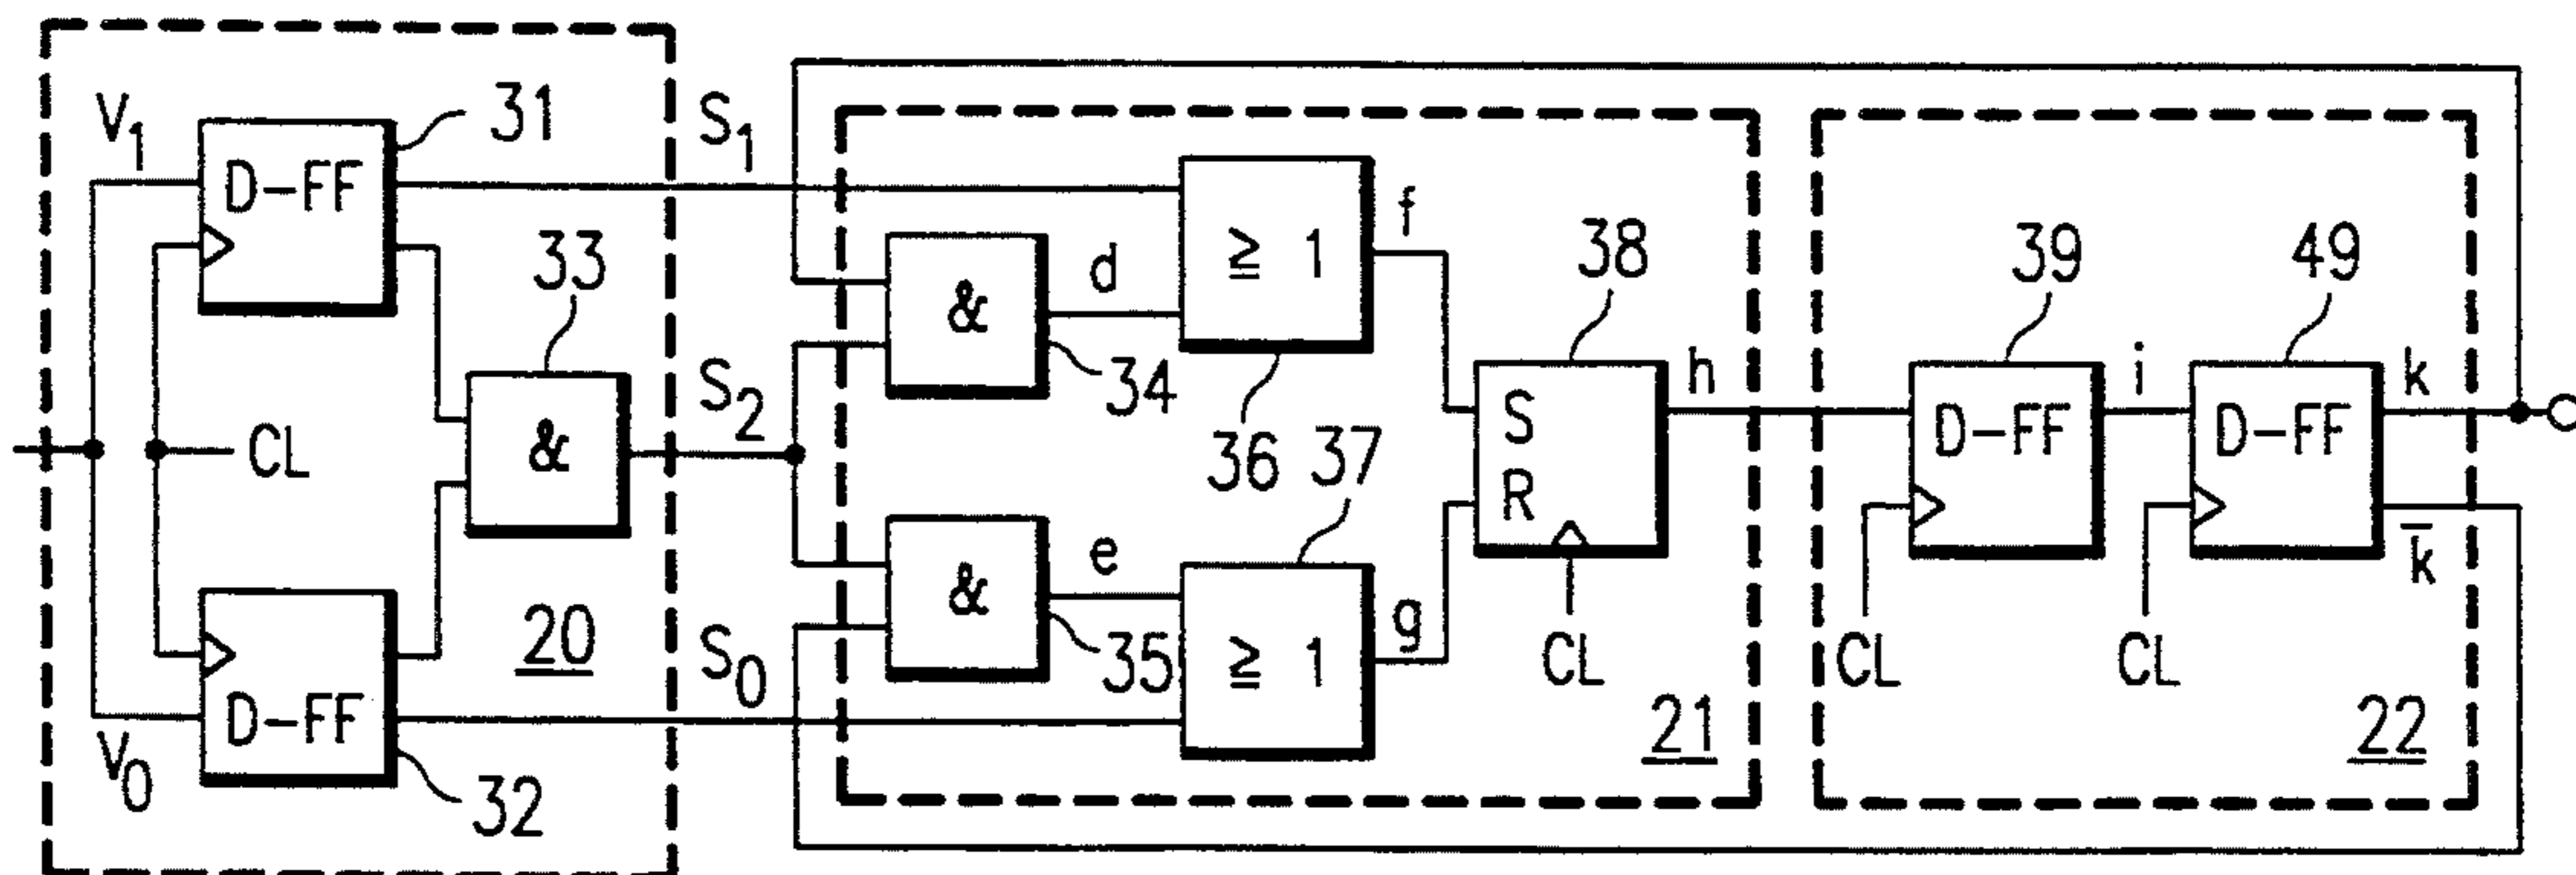 V1
D-FF
31
CL
33
&
D-FF
V0
32
20
S1
S2
S0
&
d
34
&
e
35
≧ 1
f
36
37
≧ 1
g
38
S
R
CL
h
21
39
D-FF
CL
i
49
D-FF
CL
k
k̅
22